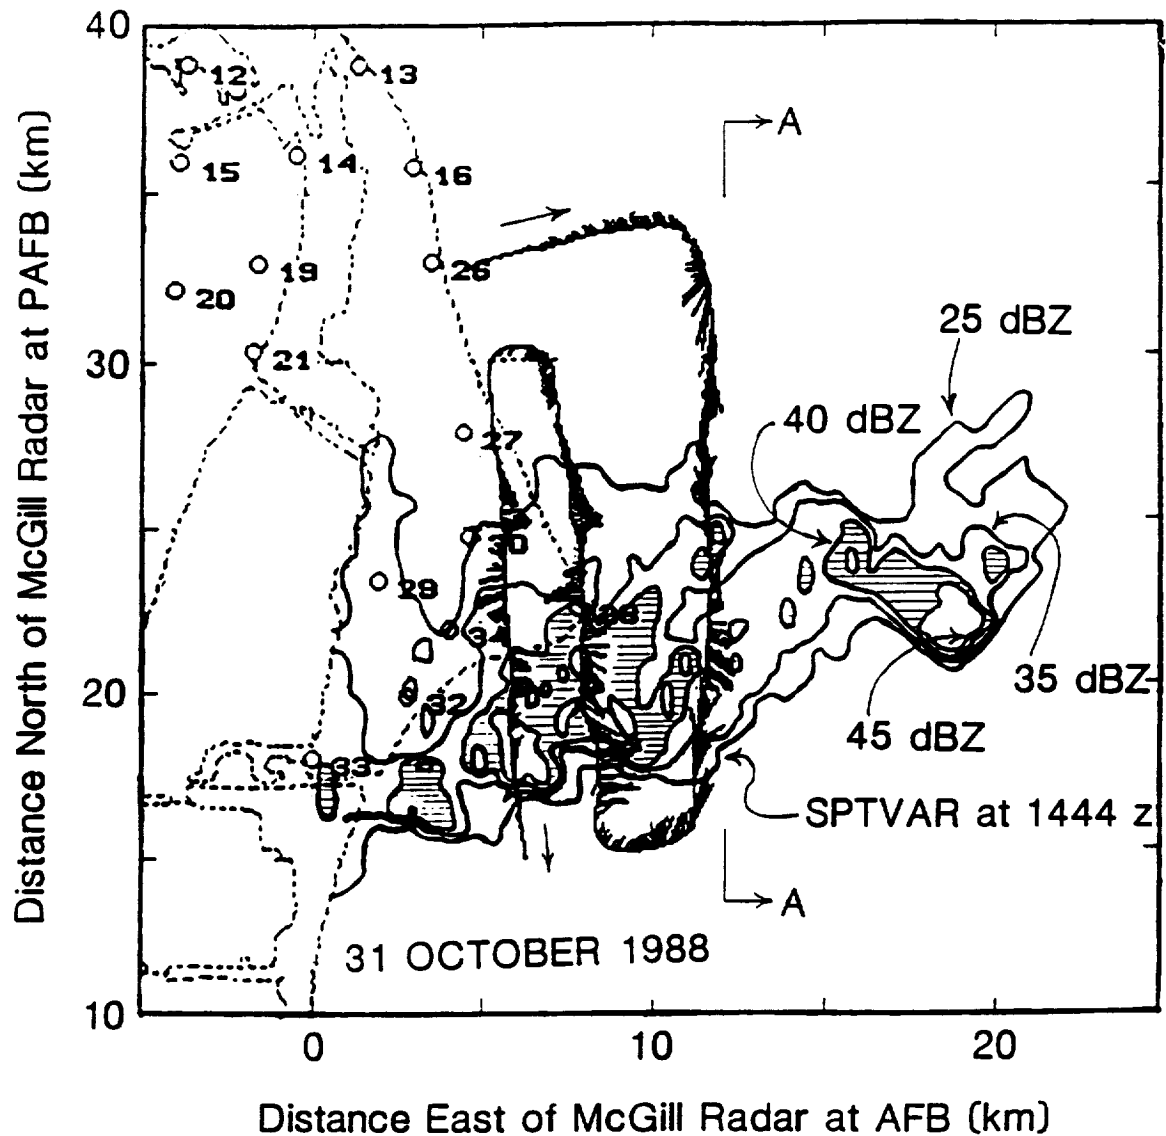 40
12
13
A
15
14
16
19
26
20
25 dBZ
21
30
40 dBZ
27
30
29
32
20
35 dBZ
45 dBZ
33
SPTVAR at 1444 z
A
31 OCTOBER 1988
10
0
10
20
Distance North of McGill Radar at PAFB (km)
Distance East of McGill Radar at AFB (km)